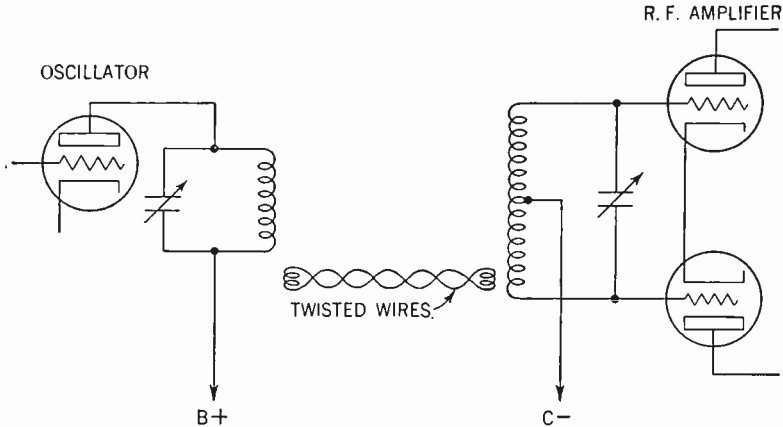 R. F. AMPLIFIER
OSCILLATOR
TWISTED WIRES
B+
C-